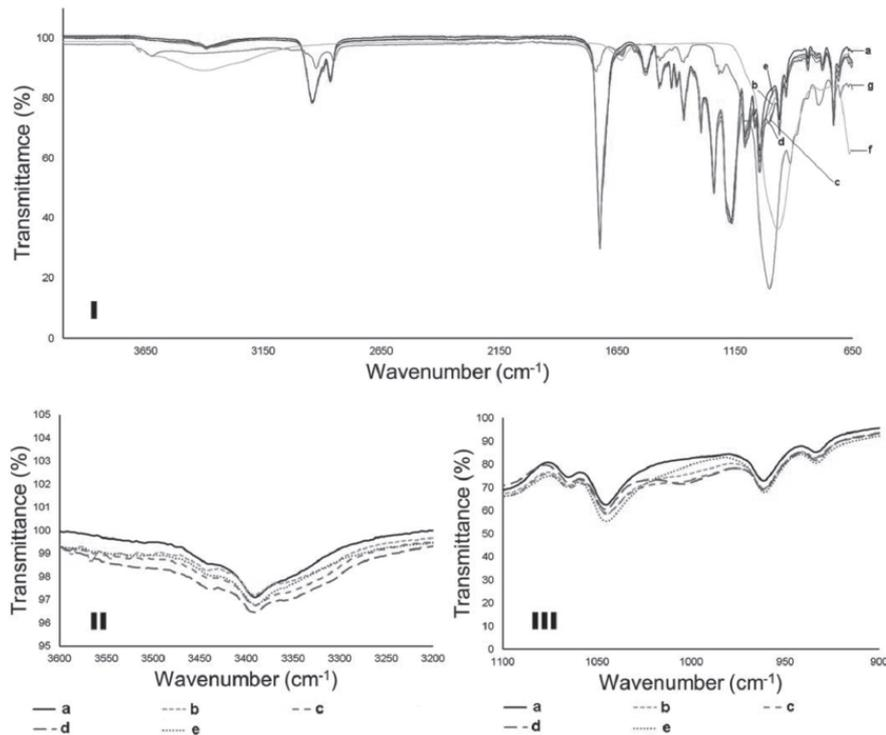 Transmittamce (%)
100
80
60
40
20
0
3650 3150 2650 2150 1650 1150 650
Wavenumber (cm-1)
I
a
e
b
g
d
f
c
Transmittance (%)
105
104
103
102
101
100
99
98
97
96
95
3600 3550 3500 3450 3400 3350 3300 3250 3200
Wavenumber (cm-1)
II
a b c
d e
Transmittance (%)
100
90
80
70
60
50
40
30
20
10
0
1100 1050 1000 950 900
Wavenumber (cm-1)
III
a b c
d e